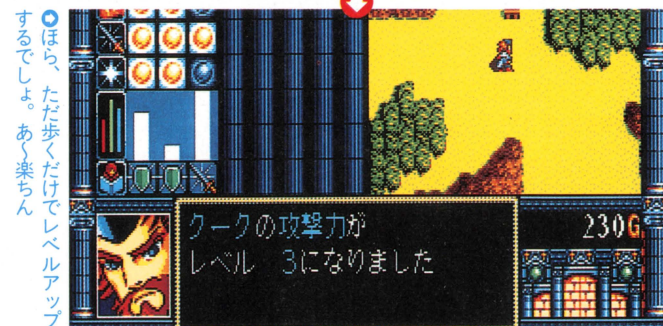 ほら、ただ歩くだけでレベルアップ
するでしょ。あ〜楽ちん
クークの攻撃力が
レベル 3になりました
230G